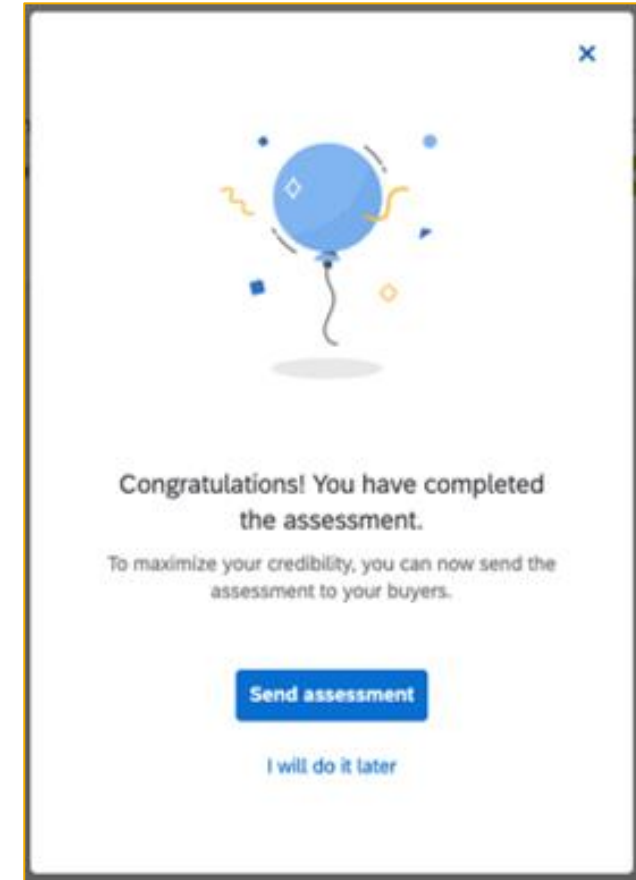 Congratulations! You have completed
the assessment.
To maximize your credibility, you can now send the
assessment to your buyers.
Send assessment
I will do it later